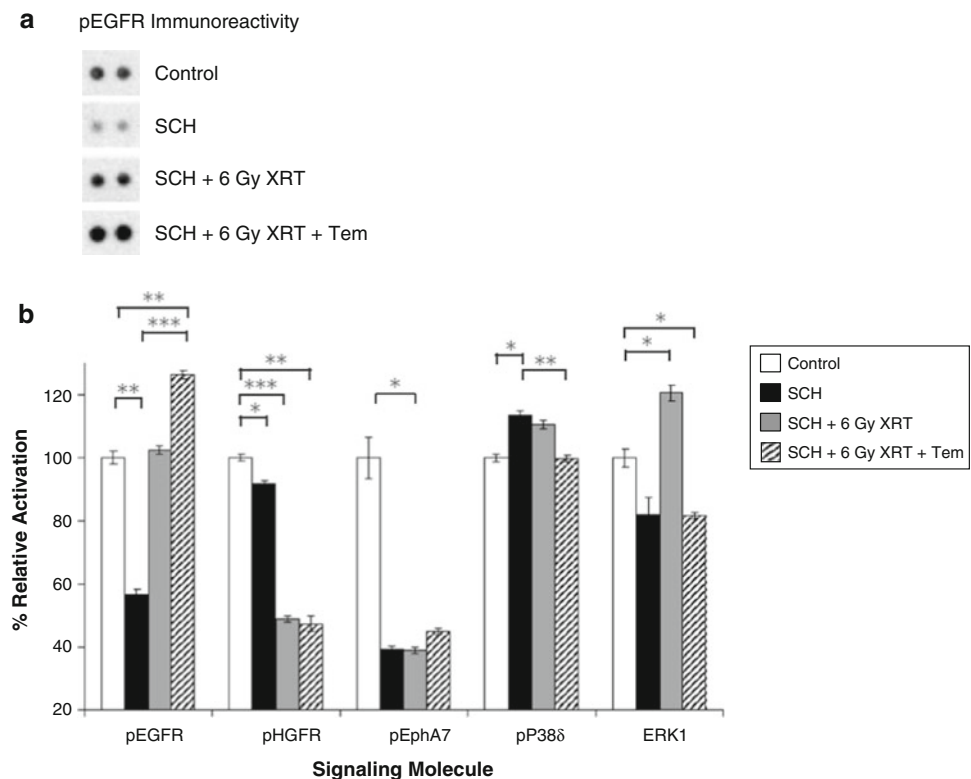 a pEGFR Immunoreactivity
Control
SCH
SCH + 6 Gy XRT
SCH + 6 Gy XRT + Tem
b
** *** **
** *** *
*
* **
* *
Control
SCH
SCH + 6 Gy XRT
SCH + 6 Gy XRT + Tem
% Relative Activation
120
100
80
60
40
20
pEGFR pHGFR pEphA7 pP38δ ERK1
Signaling Molecule